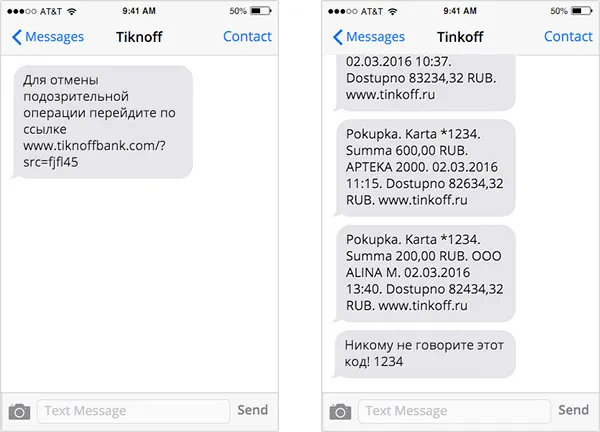 ●●●○○ AT&T 9:41 AM 50%
Messages Tiknoff Contact
Для отмены
подозрительной
операции перейдите по
ссылке
www.tiknoffbank.com/?
src=fjfl45
Text Message Send
●●●○○ AT&T 9:41 AM 50%
Messages Tinkoff Contact
02.03.2016 10:37.
Dostupno 83234,32 RUB.
www.tinkoff.ru
Pokupka. Karta *1234.
Summa 600,00 RUB.
APTEKA 2000. 02.03.2016
11:15. Dostupno 82634,32
RUB. www.tinkoff.ru
Pokupka. Karta *1234.
Summa 200,00 RUB. OOO
ALINA M. 02.03.2016
13:40. Dostupno 82434,32
RUB. www.tinkoff.ru
Никому не говорите этот
код! 1234
Text Message Send